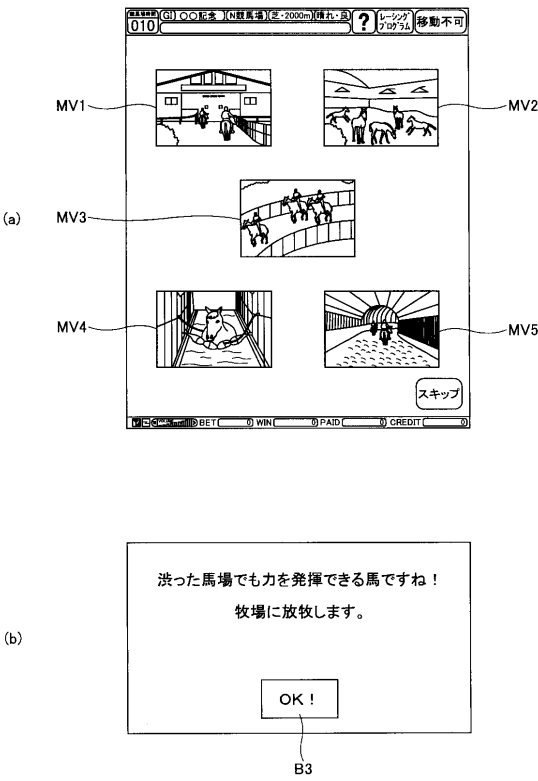 (a)
010
(GI) ○○記念 )(N競馬場)(芝・2000m)(晴れ・良)
?
レーシング
プログラム
移動不可
MV1
MV2
MV3
MV4
MV5
スキップ
BET 0) WIN 0) PAID 0) CREDIT 0)
(b)
渋った馬場でも力を発揮できる馬ですね！
牧場に放牧します。
OK！
B3